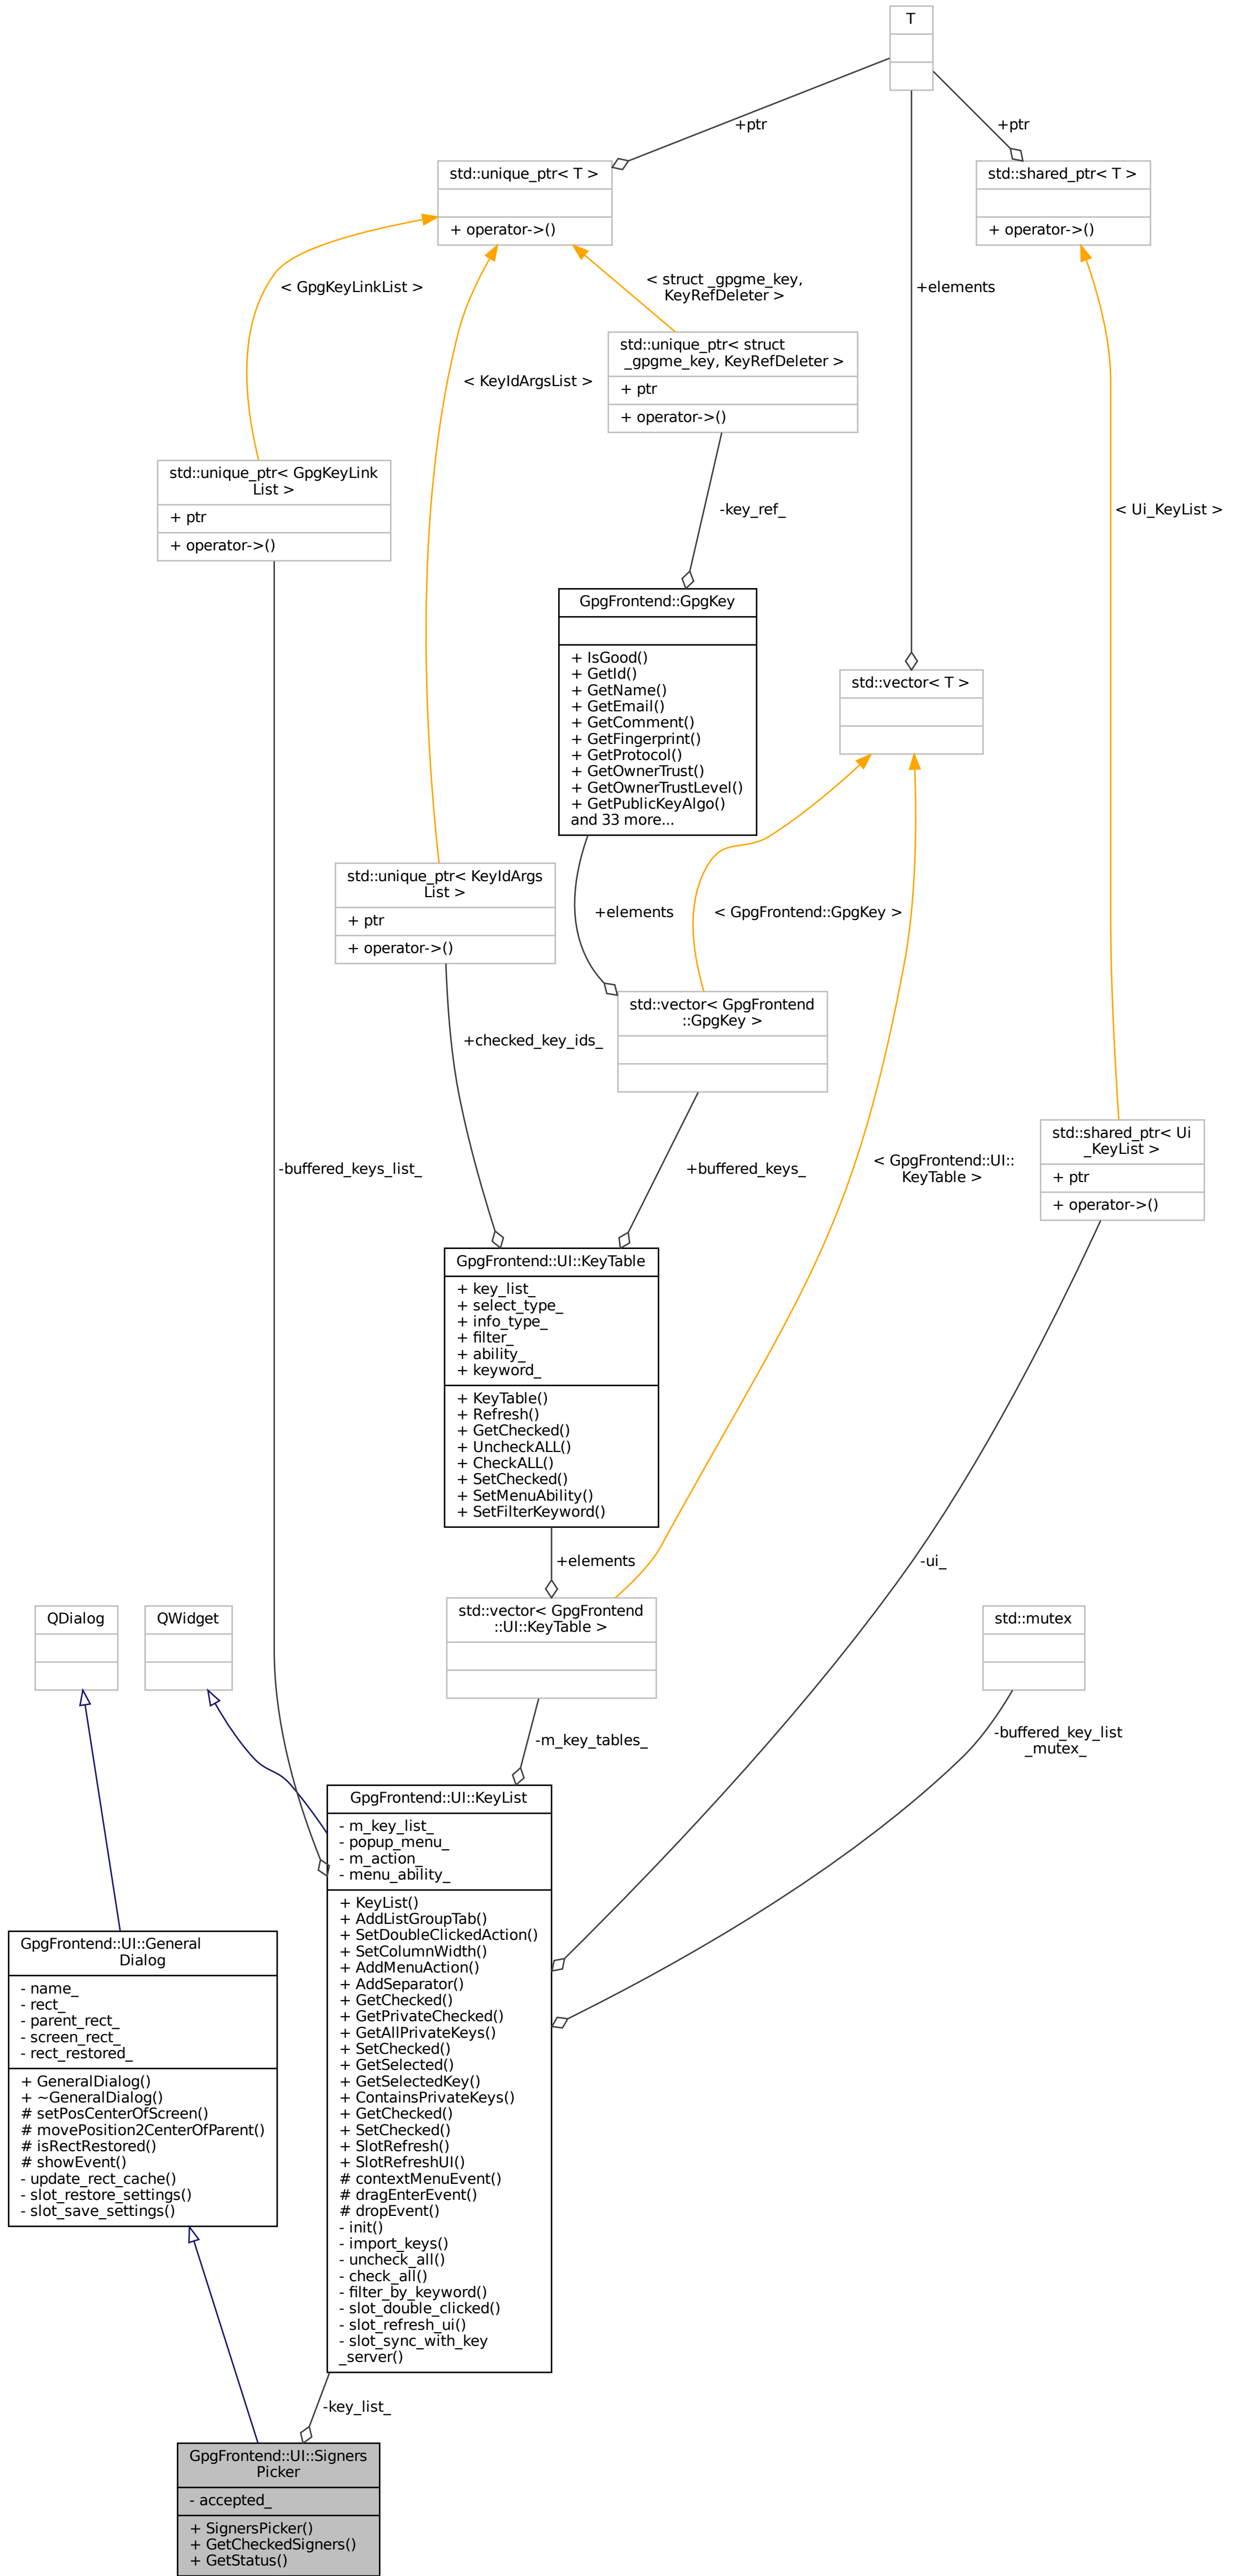 T
+ptr
+ptr
std::unique_ptr< T >
+ operator->()
std::shared_ptr< T >
+ operator->()
< GpgKeyLinkList >
< struct _gpgme_key,
KeyRefDeleter >
+elements
std::unique_ptr< struct
_gpgme_key, KeyRefDeleter >
+ ptr
+ operator->()
< KeyIdArgsList >
std::unique_ptr< GpgKeyLink
List >
+ ptr
+ operator->()
-key_ref_
< Ui_KeyList >
GpgFrontend::GpgKey
+ IsGood()
+ GetId()
+ GetName()
+ GetEmail()
+ GetComment()
+ GetFingerprint()
+ GetProtocol()
+ GetOwnerTrust()
+ GetOwnerTrustLevel()
+ GetPublicKeyAlgo()
and 33 more...
std::vector< T >
std::unique_ptr< KeyIdArgs
List >
+ ptr
+ operator->()
+elements
< GpgFrontend::GpgKey >
std::vector< GpgFrontend
::GpgKey >
+checked_key_ids_
std::shared_ptr< Ui
_KeyList >
+ ptr
+ operator->()
-buffered_keys_list_
+buffered_keys_
< GpgFrontend::UI::
KeyTable >
GpgFrontend::UI::KeyTable
+ key_list_
+ select_type_
+ info_type_
+ filter_
+ ability_
+ keyword_
+ KeyTable()
+ Refresh()
+ GetChecked()
+ UncheckALL()
+ CheckALL()
+ SetChecked()
+ SetMenuAbility()
+ SetFilterKeyword()
+elements
-ui_
QDialog
QWidget
std::vector< GpgFrontend
::UI::KeyTable >
std::mutex
-m_key_tables_
-buffered_key_list
_mutex_
GpgFrontend::UI::KeyList
- m_key_list_
- popup_menu_
- m_action_
- menu_ability_
+ KeyList()
+ AddListGroupTab()
+ SetDoubleClickedAction()
+ SetColumnWidth()
+ AddMenuAction()
+ AddSeparator()
+ GetChecked()
+ GetPrivateChecked()
+ GetAllPrivateKeys()
+ SetChecked()
+ GetSelected()
+ GetSelectedKey()
+ ContainsPrivateKeys()
+ GetChecked()
+ SetChecked()
+ SlotRefresh()
+ SlotRefreshUI()
# contextMenuEvent()
# dragEnterEvent()
# dropEvent()
- init()
- import_keys()
- uncheck_all()
- check_all()
- filter_by_keyword()
- slot_double_clicked()
- slot_refresh_ui()
- slot_sync_with_key
_server()
GpgFrontend::UI::General
Dialog
- name_
- rect_
- parent_rect_
- screen_rect_
- rect_restored_
+ GeneralDialog()
+ ~GeneralDialog()
# setPosCenterOfScreen()
# movePosition2CenterOfParent()
# isRectRestored()
# showEvent()
- update_rect_cache()
- slot_restore_settings()
- slot_save_settings()
-key_list_
GpgFrontend::UI::Signers
Picker
- accepted_
+ SignersPicker()
+ GetCheckedSigners()
+ GetStatus()